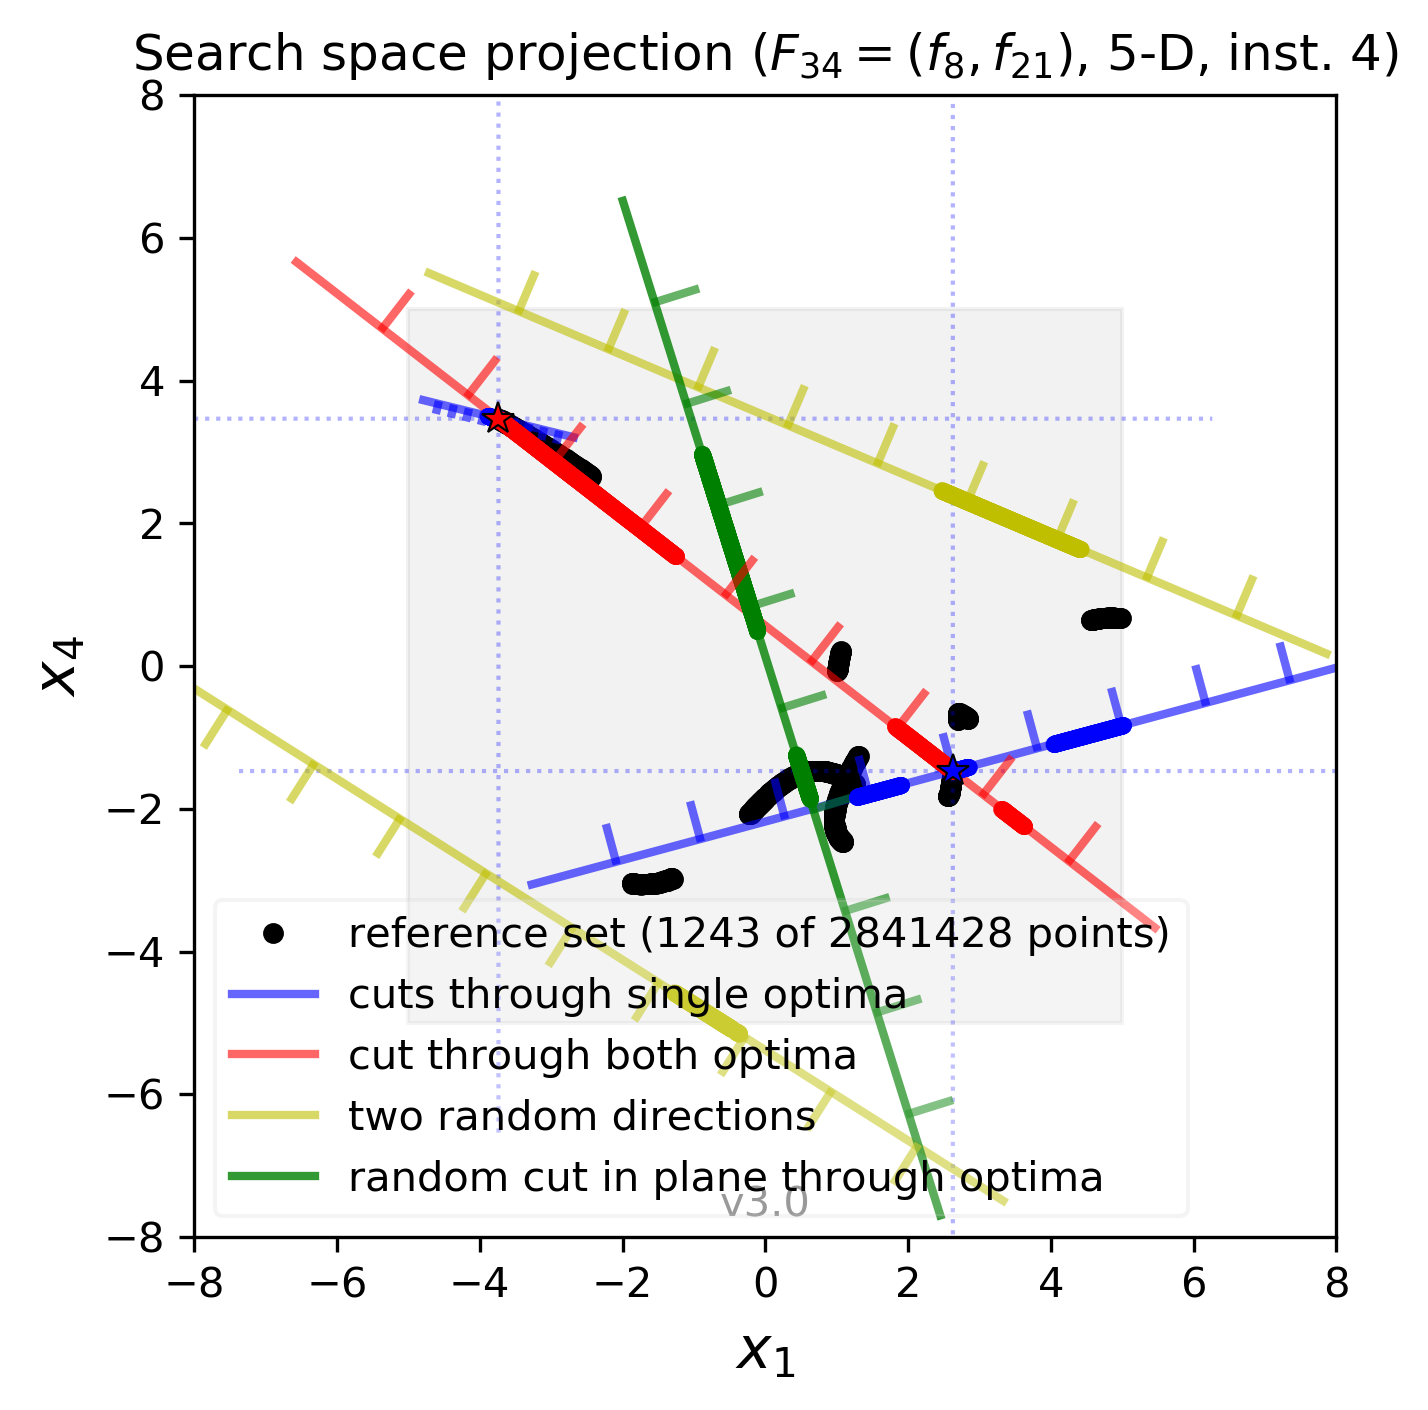 Search space projection (F34 = (f8, f21), 5-D, inst. 4)
8
6
4
2
0
−2
−4
−6
−8
x4
reference set (1243 of 2841428 points)
cuts through single optima
cut through both optima
two random directions
random cut in plane through optima
v3.0
−8 −6 −4 −2 0 2 4 6 8
x1